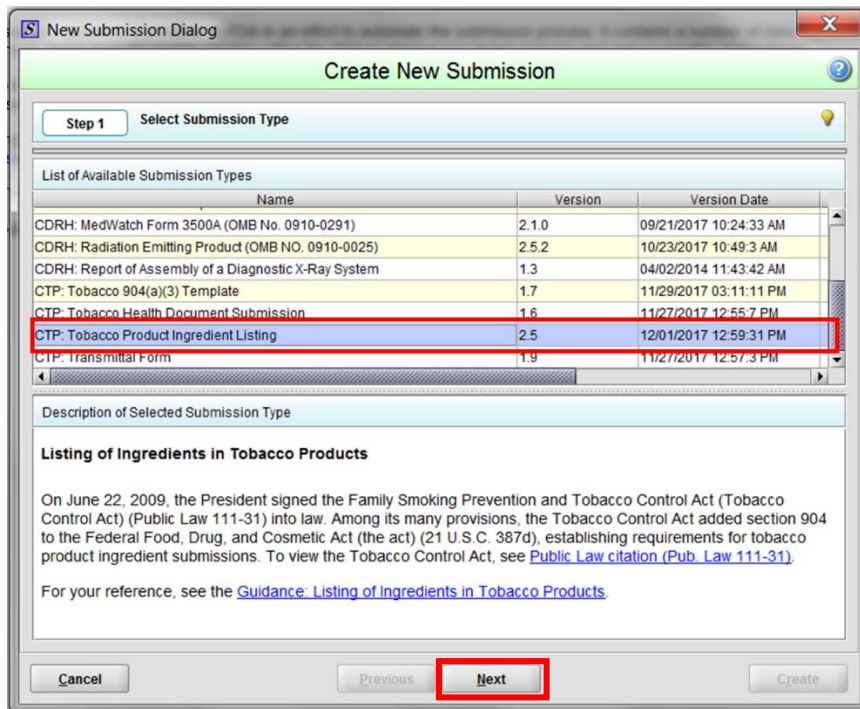 New Submission Dialog
Create New Submission
Step 1 Select Submission Type
List of Available Submission Types
Name Version Version Date
CDRH: MedWatch Form 3500A (OMB No. 0910-0291) 2.1.0 09/21/2017 10:24:33 AM
CDRH: Radiation Emitting Product (OMB NO. 0910-0025) 2.5.2 10/23/2017 10:49:3 AM
CDRH: Report of Assembly of a Diagnostic X-Ray System 1.3 04/02/2014 11:43:42 AM
CTP: Tobacco 904(a)(3) Template 1.7 11/29/2017 03:11:11 PM
CTP: Tobacco Health Document Submission 1.6 11/27/2017 12:55:7 PM
CTP: Tobacco Product Ingredient Listing 2.5 12/01/2017 12:59:31 PM
CTP: Transmittal Form 1.9 11/27/2017 12:57:3 PM
Description of Selected Submission Type
Listing of Ingredients in Tobacco Products
On June 22, 2009, the President signed the Family Smoking Prevention and Tobacco Control Act (Tobacco
Control Act) (Public Law 111-31) into law. Among its many provisions, the Tobacco Control Act added section 904
to the Federal Food, Drug, and Cosmetic Act (the act) (21 U.S.C. 387d), establishing requirements for tobacco
product ingredient submissions. To view the Tobacco Control Act, see Public Law citation (Pub. Law 111-31).
For your reference, see the Guidance: Listing of Ingredients in Tobacco Products.
Cancel Previous Next Create